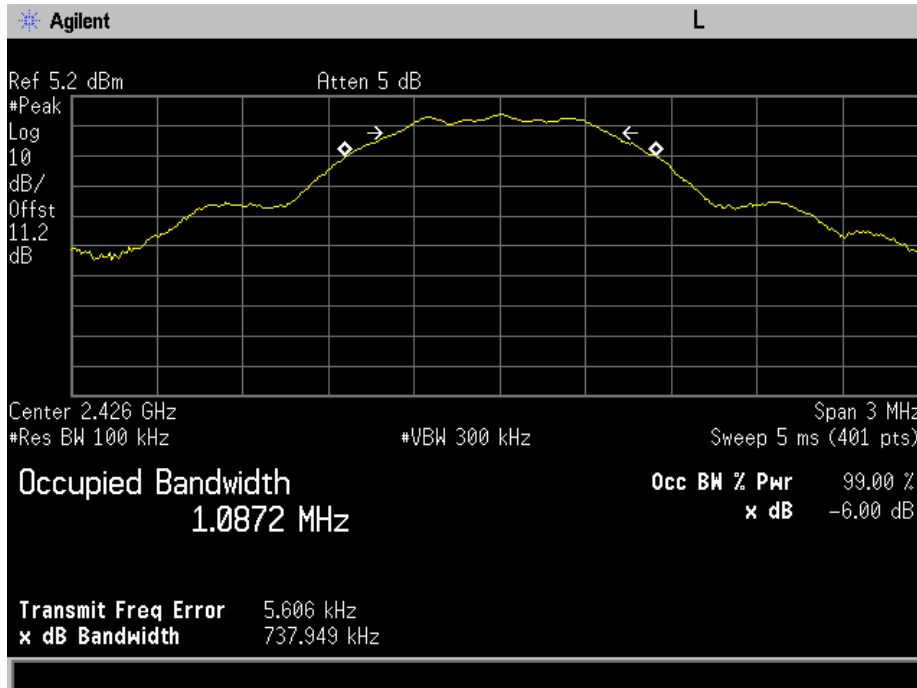 Agilent L
Ref 5.2 dBm Atten 5 dB
#Peak
Log
10
dB/
Offst
11.2
dB
Center 2.426 GHz Span 3 MHz
#Res BW 100 kHz #VBW 300 kHz Sweep 5 ms (401 pts)
Occupied Bandwidth Occ BW % Pwr 99.00 %
1.0872 MHz x dB -6.00 dB
Transmit Freq Error 5.606 kHz
x dB Bandwidth 737.949 kHz